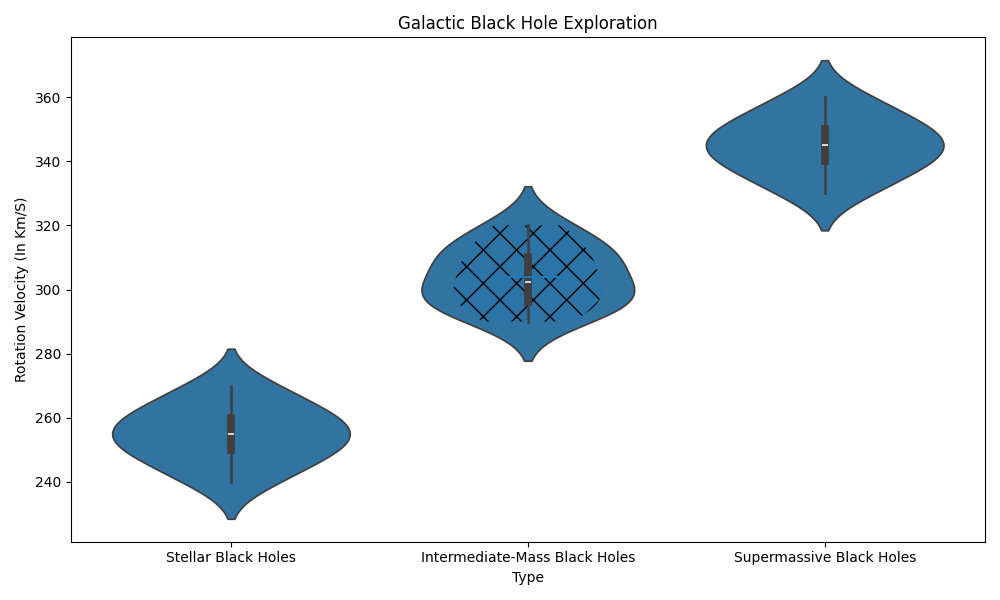 Galactic Black Hole Exploration
Rotation Velocity (In Km/S)
360
340
320
300
280
260
240
Stellar Black Holes
Intermediate-Mass Black Holes
Supermassive Black Holes
Type